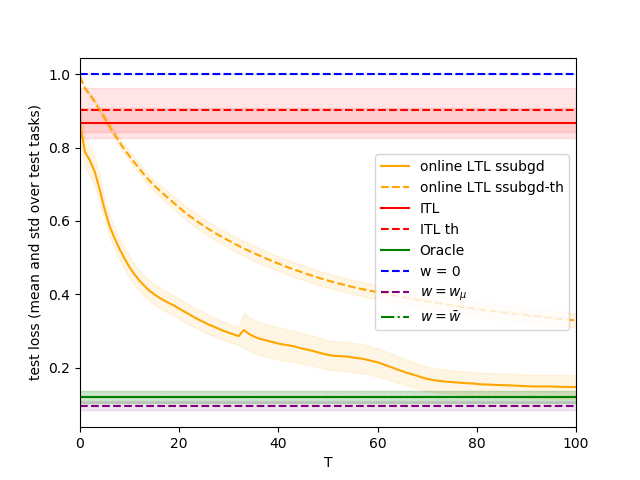 1.0
0.8
0.6
0.4
0.2
0 20 40 60 80 100
T
test loss (mean and std over test tasks)
online LTL ssubgd
online LTL ssubgd-th
ITL
ITL th
Oracle
w = 0
w = wμ
w = w̄